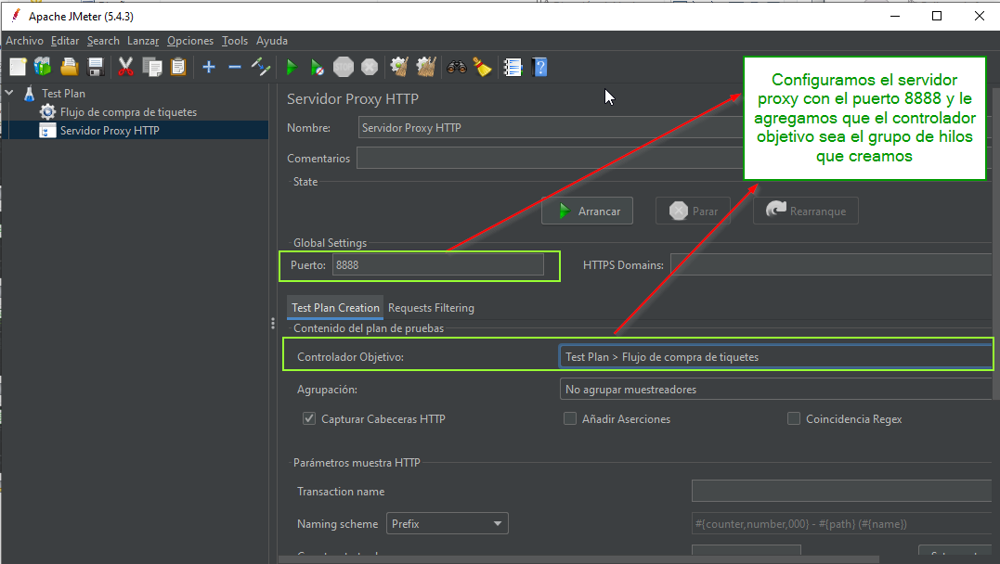 Apache JMeter (5.4.3)
Archivo Editar Search Lanzar Opciones Tools Ayuda
STOP
?
Test Plan
Flujo de compra de tiquetes
Servidor Proxy HTTP
Servidor Proxy HTTP
Nombre: Servidor Proxy HTTP
Comentarios
State
Arrancar Parar Rearranque
Configuramos el servidor
proxy con el puerto 8888 y le
agregamos que el controlador
objetivo sea el grupo de hilos
que creamos
Global Settings
Puerto: 8888 HTTPS Domains:
Test Plan Creation Requests Filtering
Contenido del plan de pruebas
Controlador Objetivo: Test Plan > Flujo de compra de tiquetes
Agrupación: No agrupar muestreadores
Capturar Cabeceras HTTP Añadir Aserciones Coincidencia Regex
Parámetros muestra HTTP
Transaction name
Naming scheme Prefix #{counter,number,000} - #{path} (#{name})